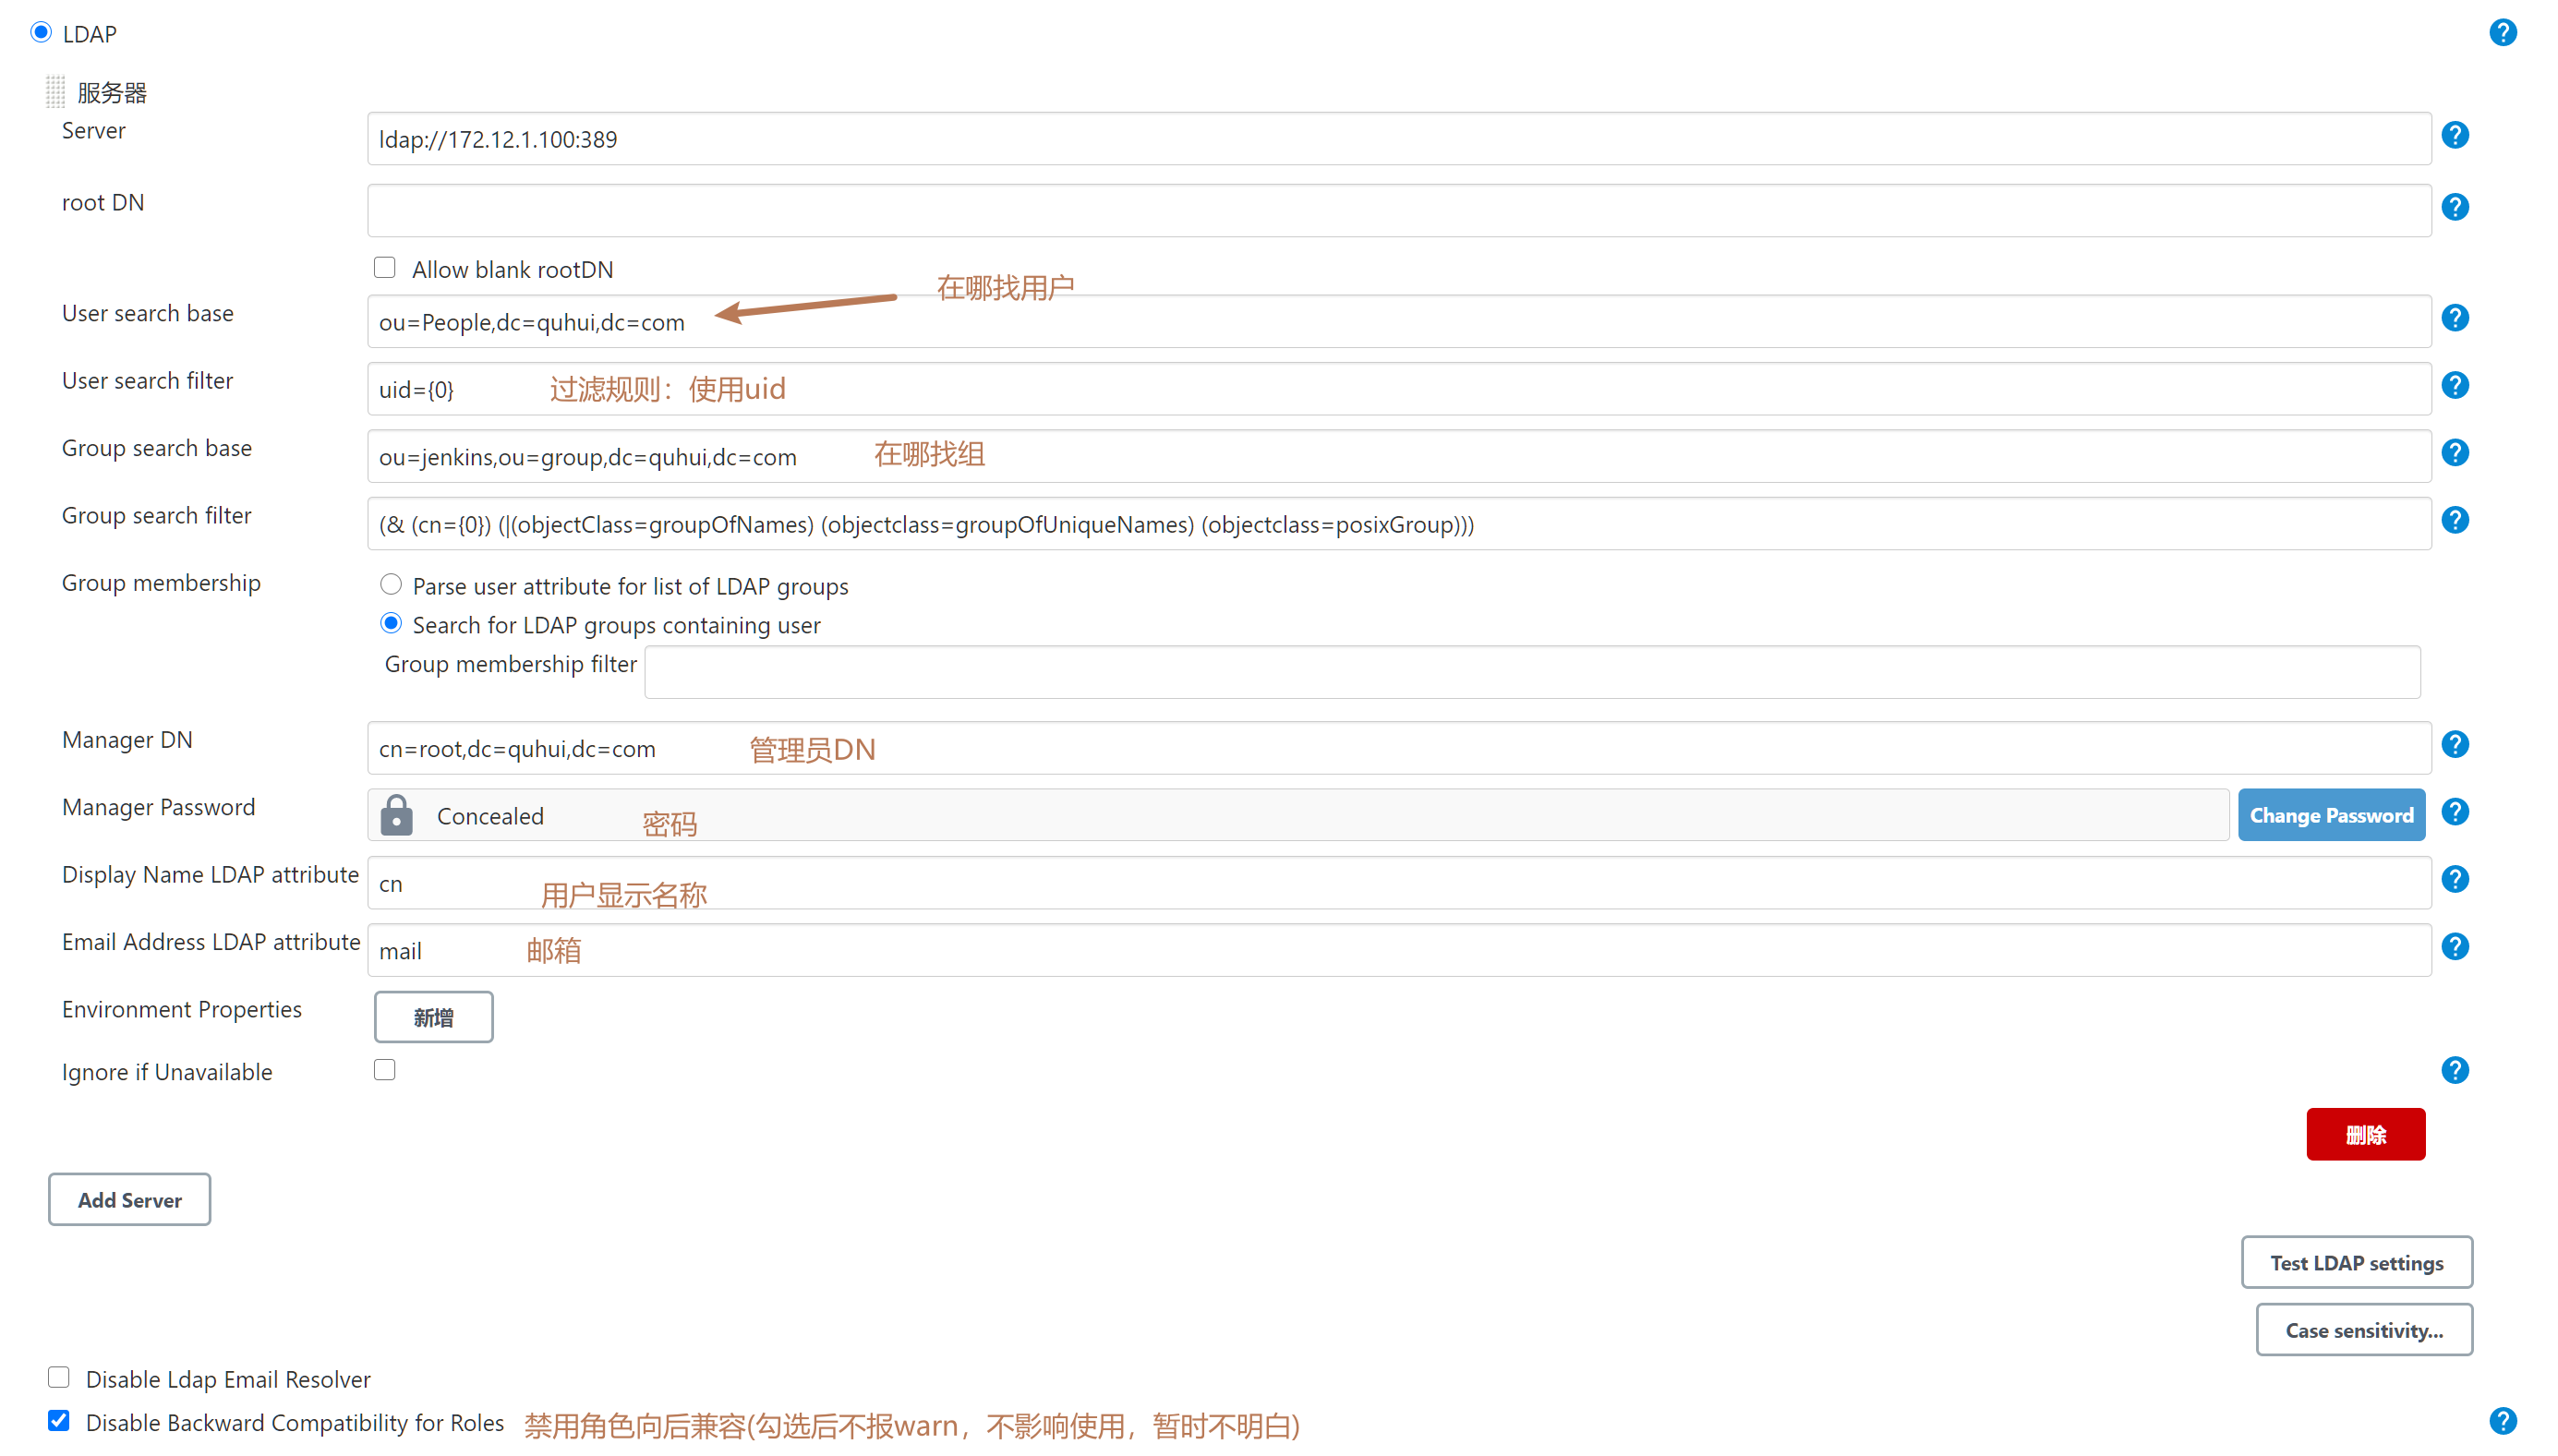 LDAP
服务器
Server
ldap://172.12.1.100:389
root DN
Allow blank rootDN
在哪找用户
User search base
ou=People,dc=quhui,dc=com
User search filter
uid={0} 过滤规则：使用uid
Group search base
ou=jenkins,ou=group,dc=quhui,dc=com 在哪找组
Group search filter
(& (cn={0}) (|(objectClass=groupOfNames) (objectclass=groupOfUniqueNames) (objectclass=posixGroup)))
Group membership
Parse user attribute for list of LDAP groups
Search for LDAP groups containing user
Group membership filter
Manager DN
cn=root,dc=quhui,dc=com 管理员DN
Manager Password
Concealed 密码 Change Password
Display Name LDAP attribute
cn 用户显示名称
Email Address LDAP attribute
mail 邮箱
Environment Properties
新增
Ignore if Unavailable
删除
Add Server
Test LDAP settings
Case sensitivity...
Disable Ldap Email Resolver
Disable Backward Compatibility for Roles 禁用角色向后兼容(勾选后不报warn，不影响使用，暂时不明白)